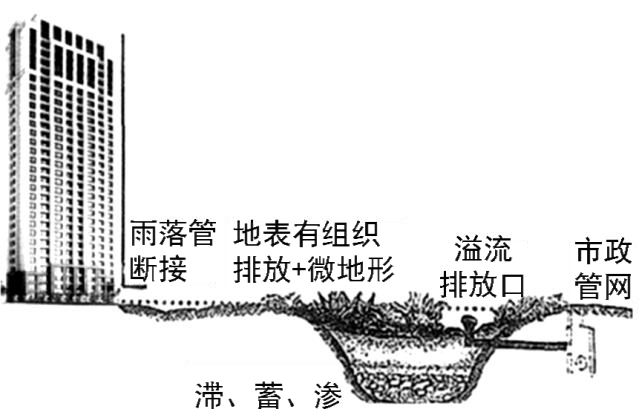 雨落管
断接
地表有组织
排放+微地形
溢流
排放口
市政
管网
滞、蓄、渗